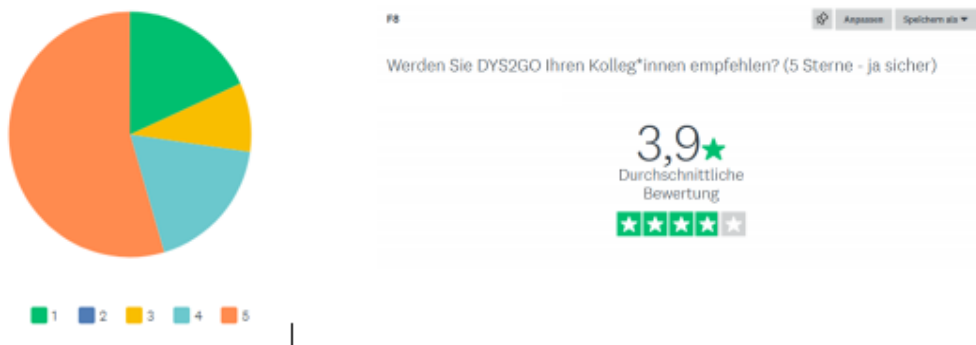 F8
Anpassen
Speichern als
Werden Sie DYS2GO Ihren Kolleg*innen empfehlen? (5 Sterne - ja sicher)
3,9
Durchschnittliche
Bewertung
1 2 3 4 5